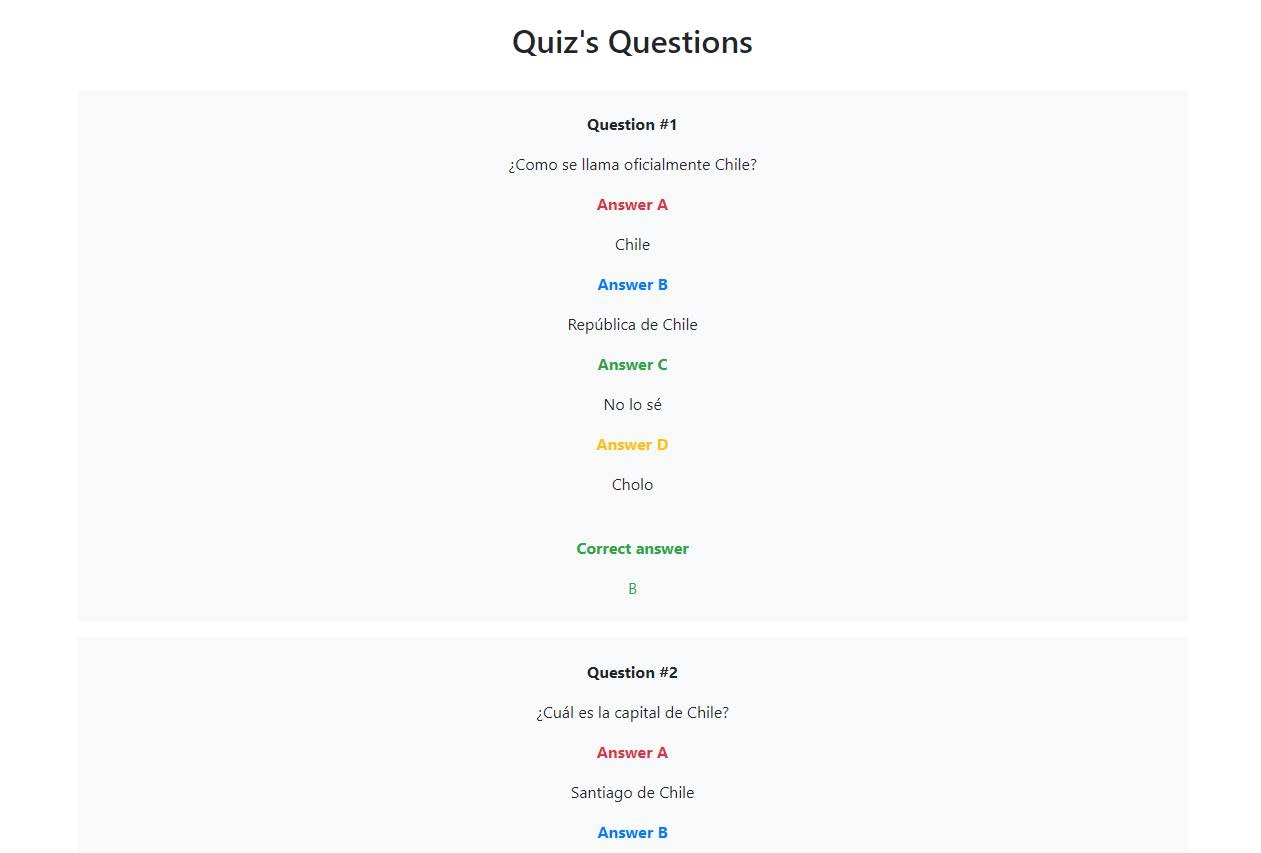 Quiz's Questions
Question #1
¿Como se llama oficialmente Chile?
Answer A
Chile
Answer B
República de Chile
Answer C
No lo sé
Answer D
Cholo
Correct answer
B
Question #2
¿Cuál es la capital de Chile?
Answer A
Santiago de Chile
Answer B